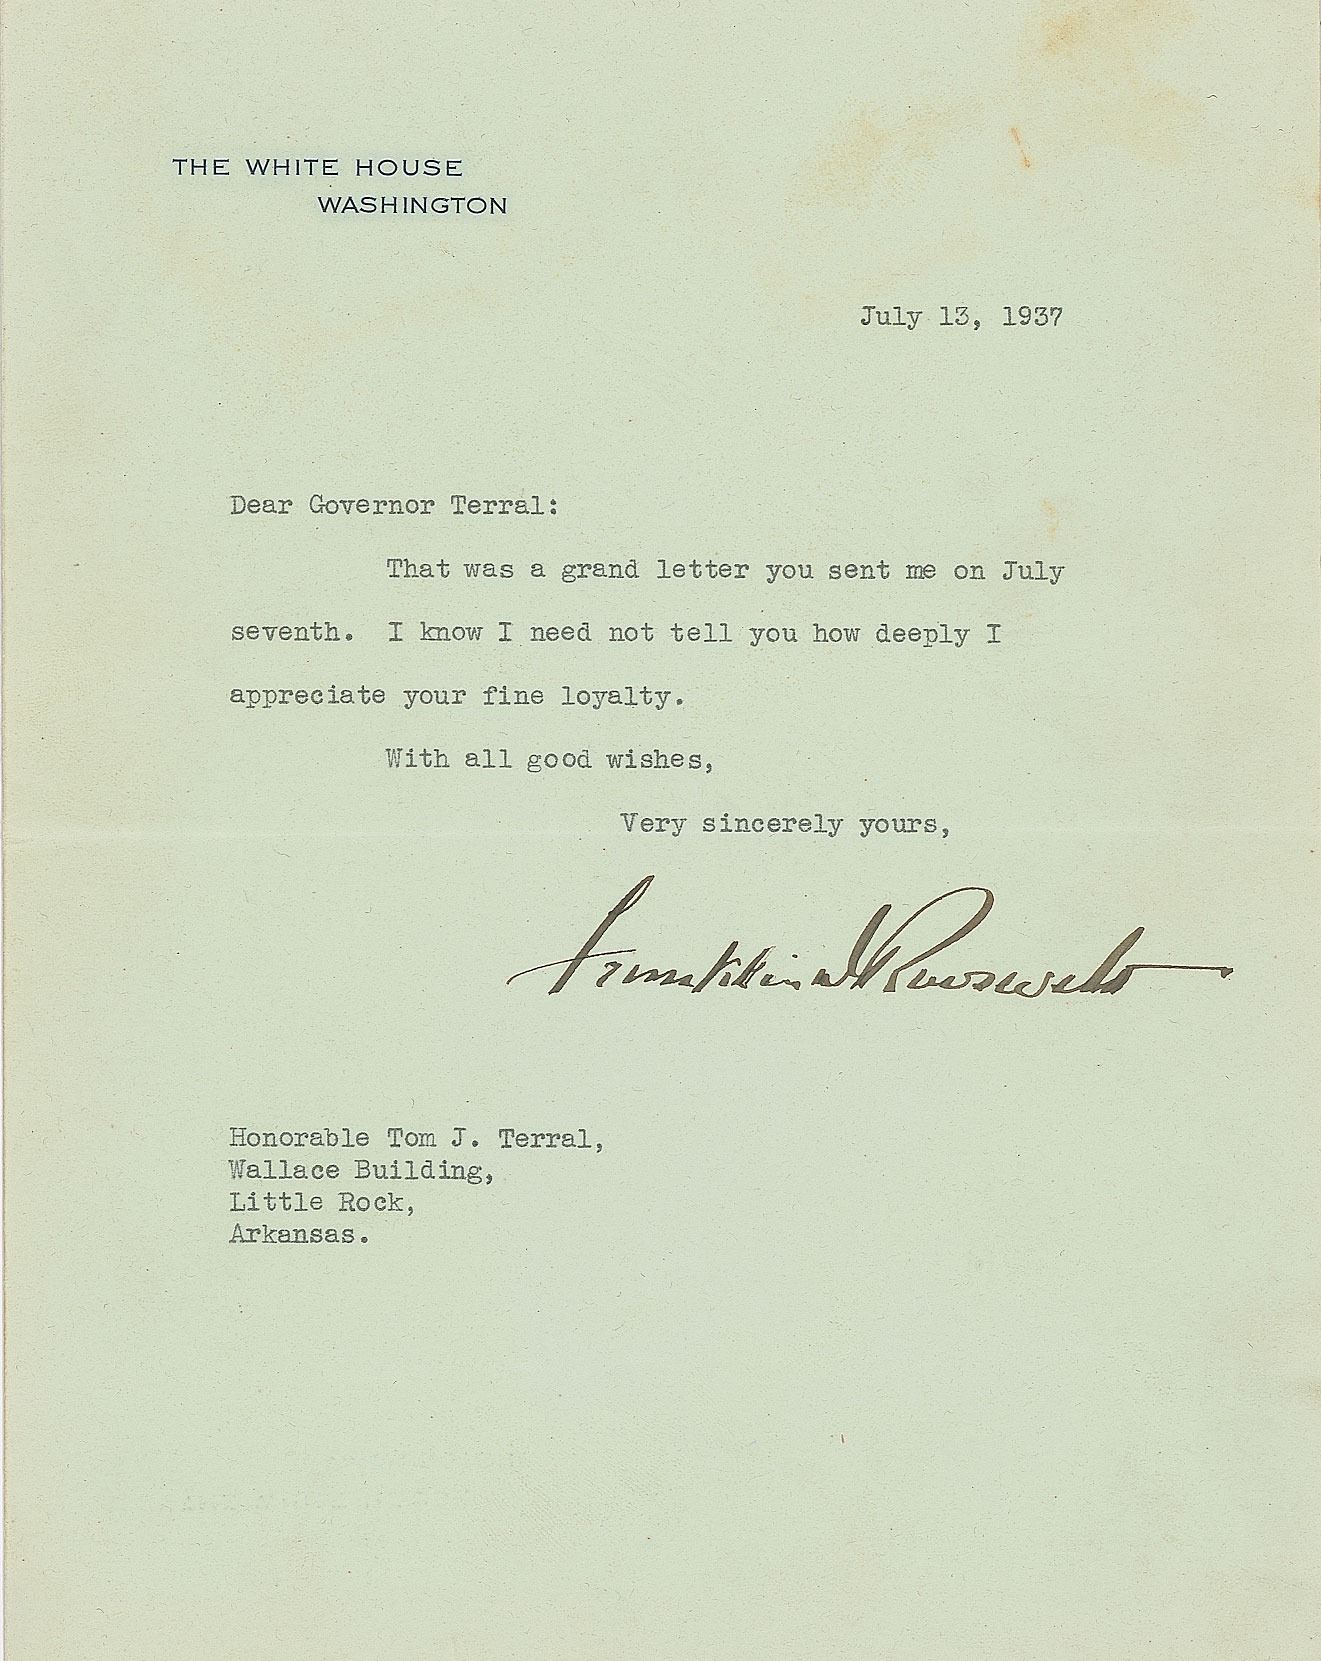 THE WHITE HOUSE
WASHINGTON
July 13, 1937
Dear Governor Terral:
That was a grand letter you sent me on July
seventh. I know I need not tell you how deeply I
appreciate your fine loyalty.
With all good wishes,
Very sincerely yours,
Franklin D Roosevelt
Honorable Tom J. Terral,
Wallace Building,
Little Rock,
Arkansas.